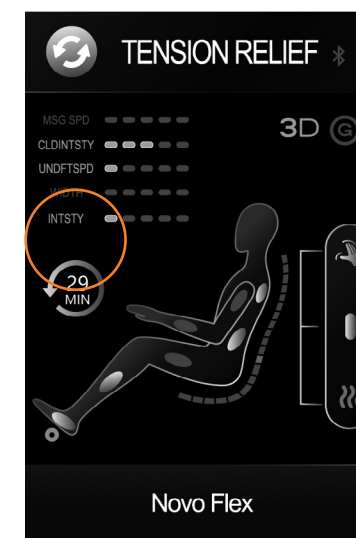 TENSION RELIEF
MSG SPD
3D G
CLDINTSTY
UNDFTSPD
WIDTH
INTSTY
29
MIN
Novo Flex